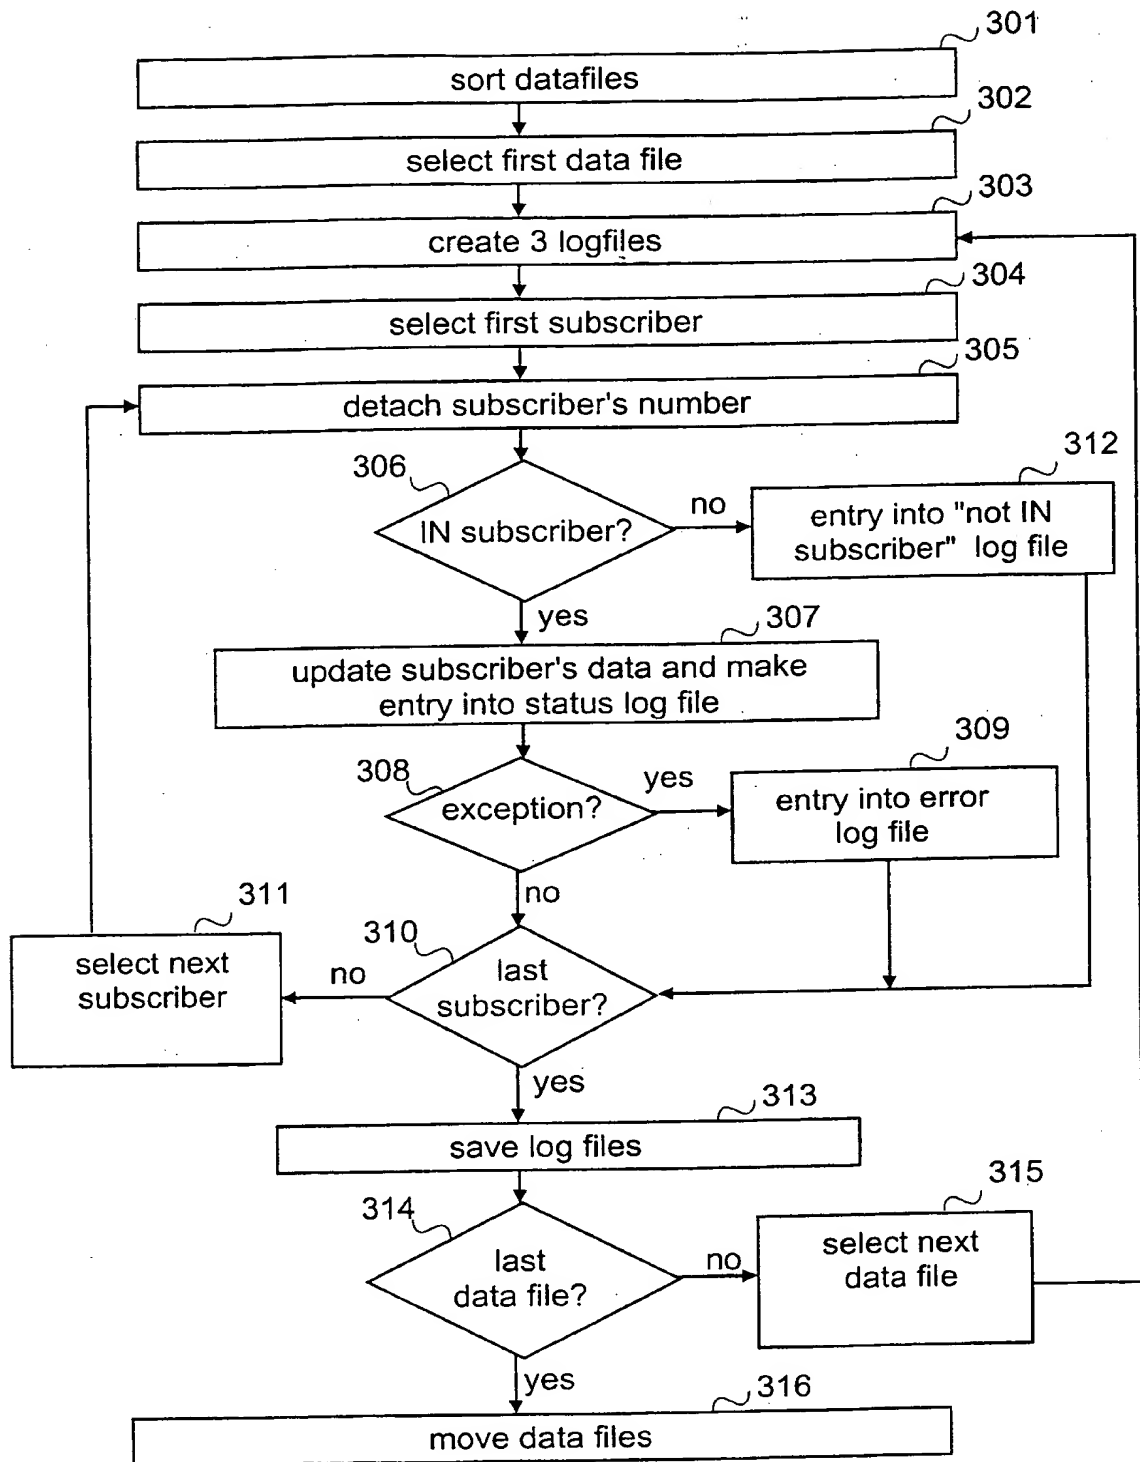 301
sort datafiles
302
select first data file
303
create 3 logfiles
304
select first subscriber
305
detach subscriber's number
306
IN subscriber?
no
312
entry into "not IN
subscriber" log file
yes
307
update subscriber's data and make
entry into status log file
308
exception?
yes
309
entry into error
log file
no
311
select next
subscriber
310
last
subscriber?
no
yes
313
save log files
314
last
data file?
no
315
select next
data file
yes
316
move data files